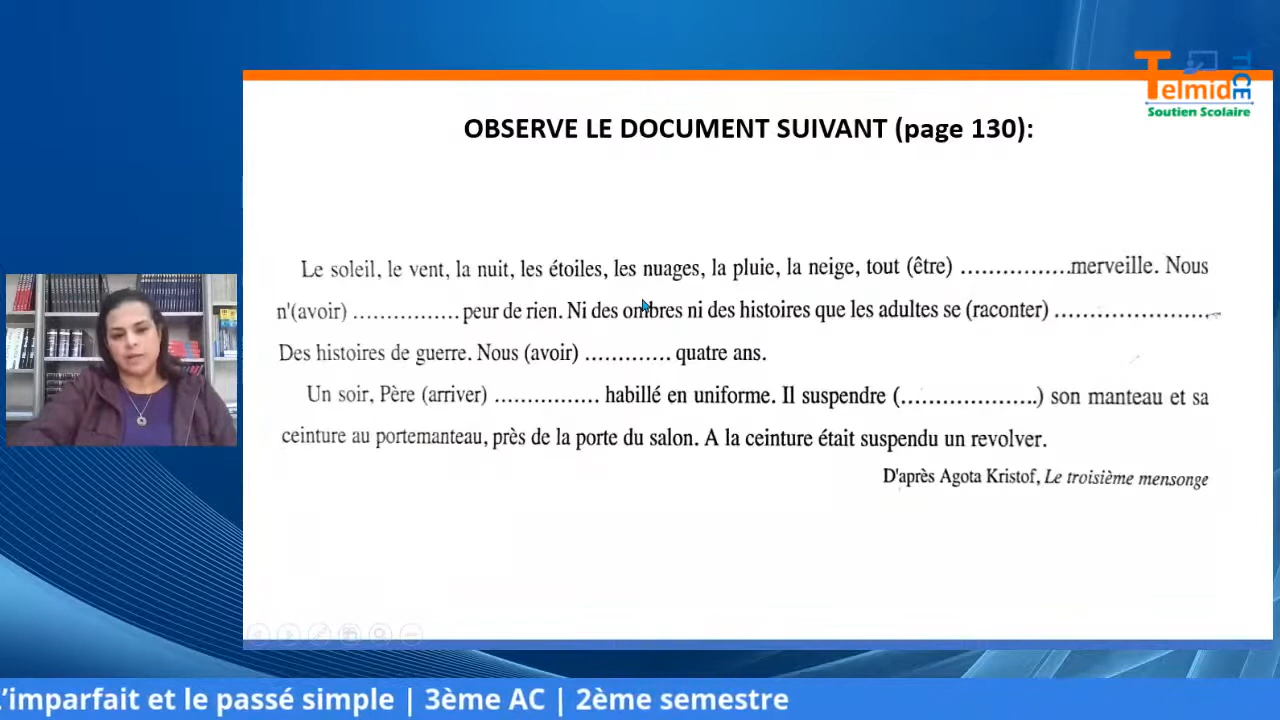 TICE
Telmid
Soutien Scolaire
OBSERVE LE DOCUMENT SUIVANT (page 130):
Le soleil, le vent, la nuit, les étoiles, les nuages, la pluie, la neige, tout (être) ................merveille. Nous
n'(avoir) ................ peur de rien. Ni des ombres ni des histoires que les adultes se (raconter) .......................
Des histoires de guerre. Nous (avoir) ............. quatre ans.
Un soir, Père (arriver) ................ habillé en uniforme. Il suspendre (.....................) son manteau et sa
ceinture au portemanteau, près de la porte du salon. A la ceinture était suspendu un revolver.
D'après Agota Kristof, Le troisième mensonge
'imparfait et le passé simple | 3ème AC | 2ème semestre